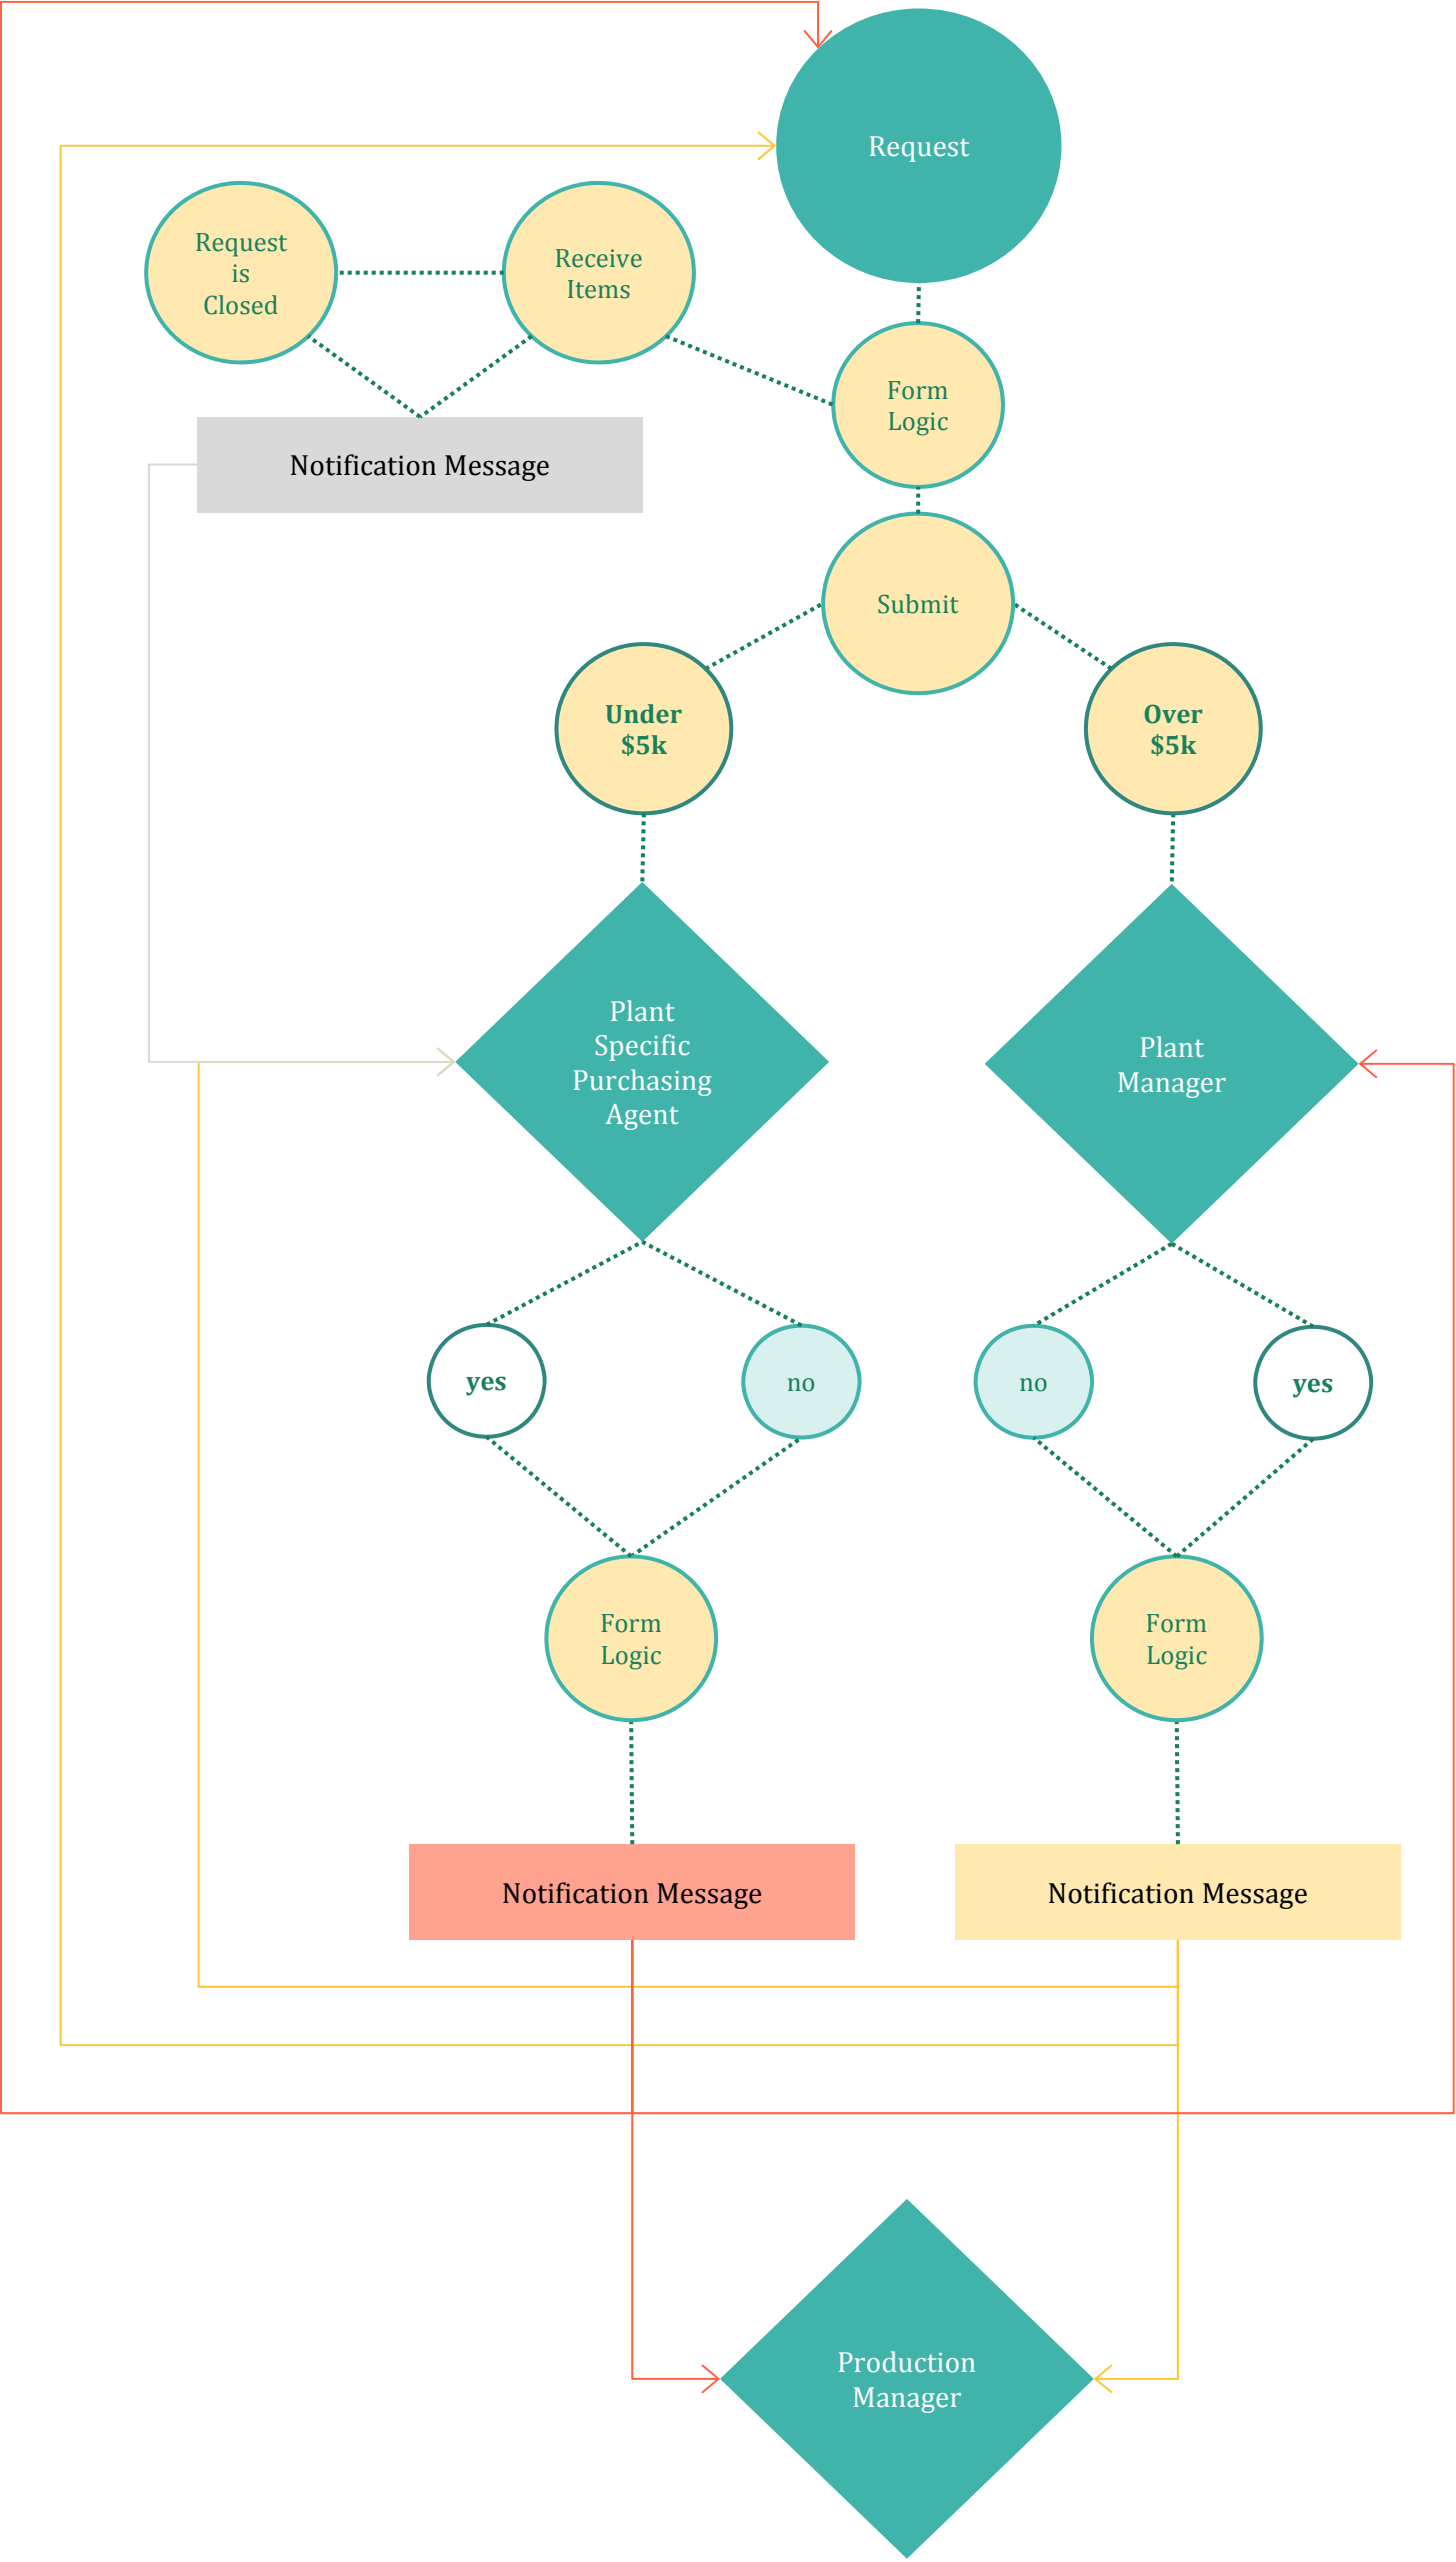 Request
Request
is
Closed
Receive
Items
Form
Logic
Notification Message
Submit
Under
$5k
Over
$5k
Plant
Specific
Purchasing
Agent
Plant
Manager
yes
no
no
yes
Form
Logic
Form
Logic
Notification Message
Notification Message
Production
Manager